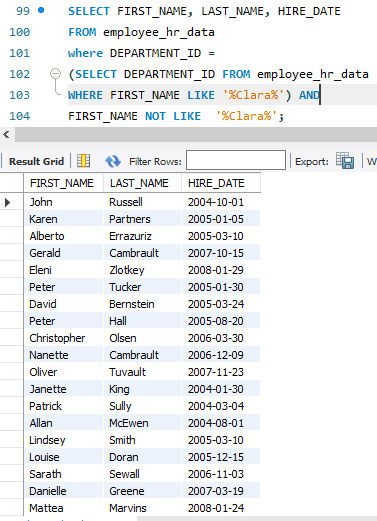 99 SELECT FIRST_NAME, LAST_NAME, HIRE_DATE
100 FROM employee_hr_data
101 where DEPARTMENT_ID =
102 (SELECT DEPARTMENT_ID FROM employee_hr_data
103 WHERE FIRST_NAME LIKE '%Clara%') AND
104 FIRST_NAME NOT LIKE '%Clara%';
Result Grid Filter Rows: Export: W
FIRST_NAME LAST_NAME HIRE_DATE
John Russell 2004-10-01
Karen Partners 2005-01-05
Alberto Errazuriz 2005-03-10
Gerald Cambrault 2007-10-15
Eleni Zlotkey 2008-01-29
Peter Tucker 2005-01-30
David Bernstein 2005-03-24
Peter Hall 2005-08-20
Christopher Olsen 2006-03-30
Nanette Cambrault 2006-12-09
Oliver Tuvault 2007-11-23
Janette King 2004-01-30
Patrick Sully 2004-03-04
Allan McEwen 2004-08-01
Lindsey Smith 2005-03-10
Louise Doran 2005-12-15
Sarath Sewall 2006-11-03
Danielle Greene 2007-03-19
Mattea Marvins 2008-01-24